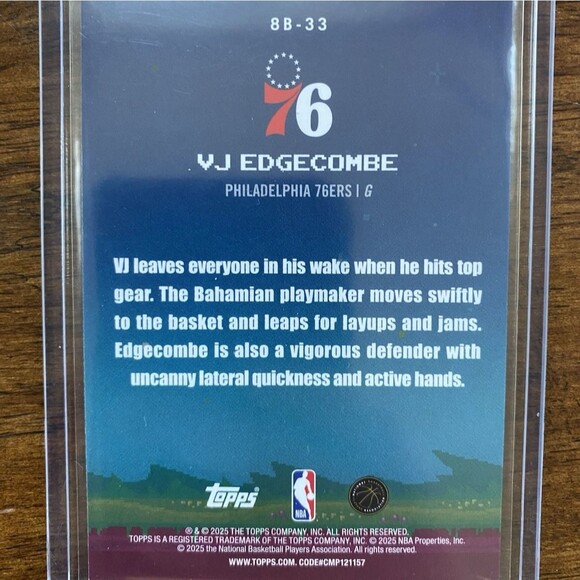 8B-33
76
VJ EDGECOMBE
PHILADELPHIA 76ERS | G
VJ leaves everyone in his wake when he hits top
gear. The Bahamian playmaker moves swiftly
to the basket and leaps for layups and jams.
Edgecombe is also a vigorous defender with
uncanny lateral quickness and active hands.
Topps
NBA
® & © 2025 THE TOPPS COMPANY, INC. ALL RIGHTS RESERVED.
TOPPS IS A REGISTERED TRADEMARK OF THE TOPPS COMPANY, INC. © 2025 NBA Properties, Inc.
© 2025 the National Basketball Players Association. All rights reserved.
WWW.TOPPS.COM. CODE#CMP121157